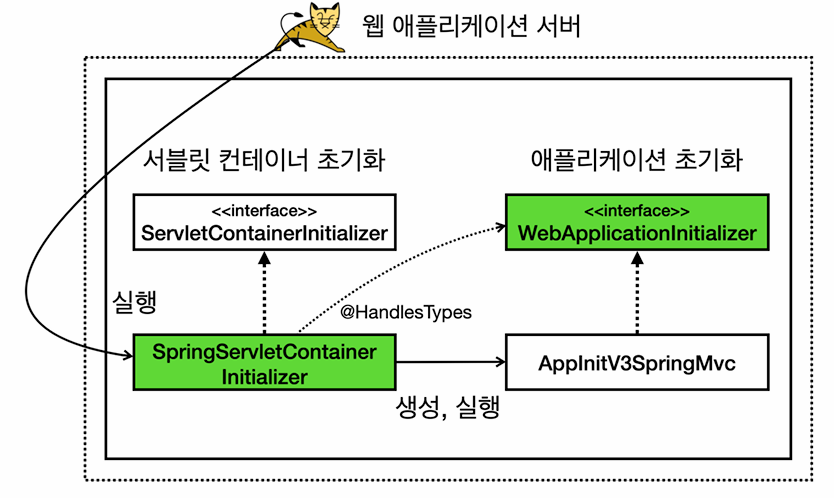 웹 애플리케이션 서버
서블릿 컨테이너 초기화
애플리케이션 초기화
<<interface>>
ServletContainerInitializer
<<interface>>
WebApplicationInitializer
@HandlesTypes
실행
SpringServletContainer
Initializer
AppInitV3SpringMvc
생성, 실행